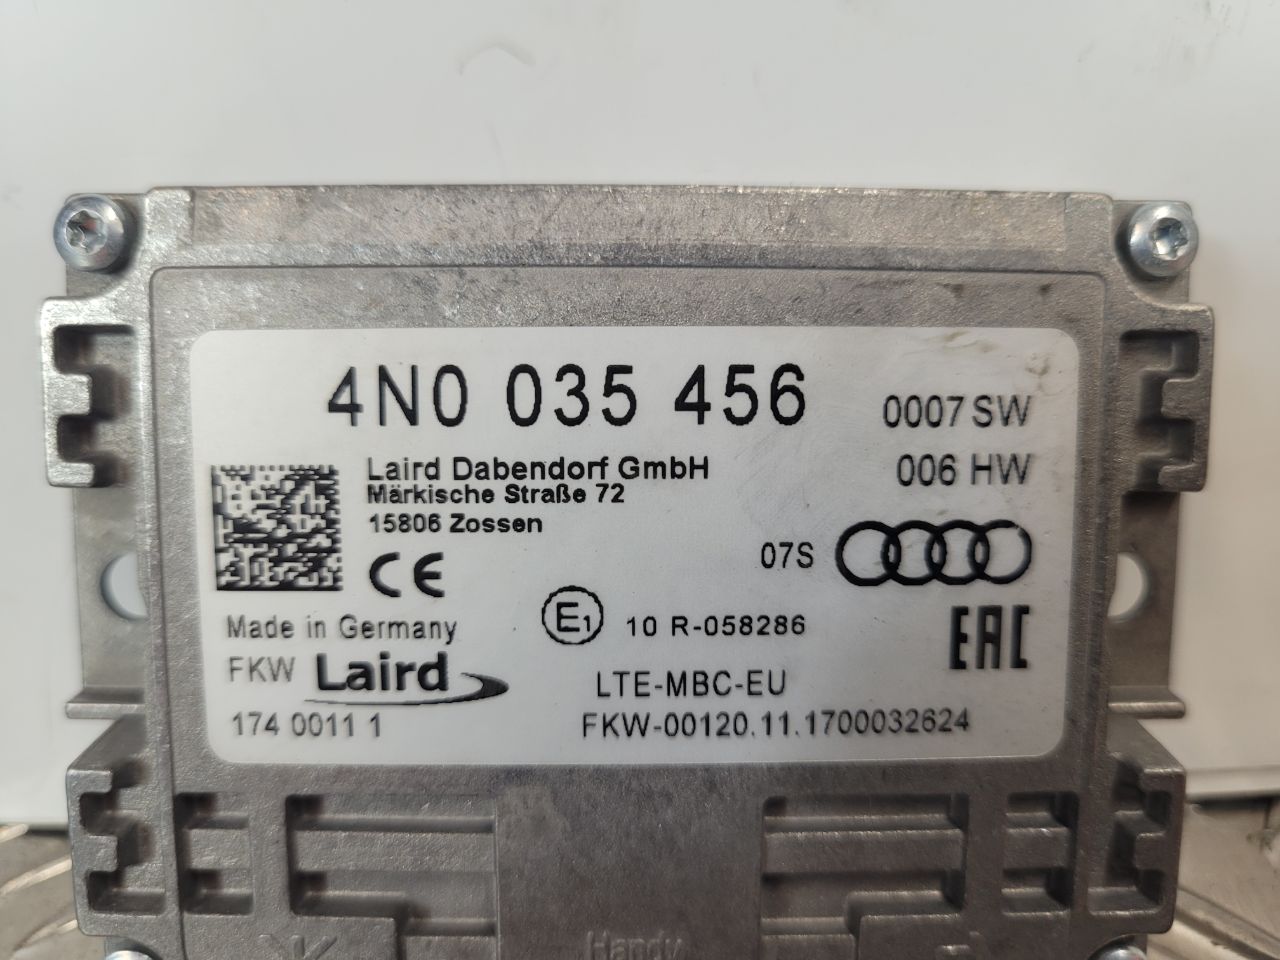 4N0 035 456
0007 SW
006 HW
Laird Dabendorf GmbH
Märkische Straße 72
15806 Zossen
07S
CE
E1
10 R-058286
EAC
Made in Germany
FKW Laird
LTE-MBC-EU
174 0011 1
FKW-00120.11.1700032624
Handy